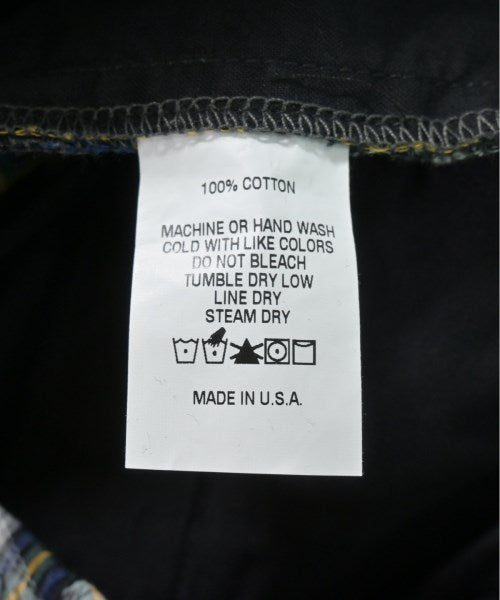 100% COTTON
MACHINE OR HAND WASH
COLD WITH LIKE COLORS
DO NOT BLEACH
TUMBLE DRY LOW
LINE DRY
STEAM DRY
MADE IN U.S.A.